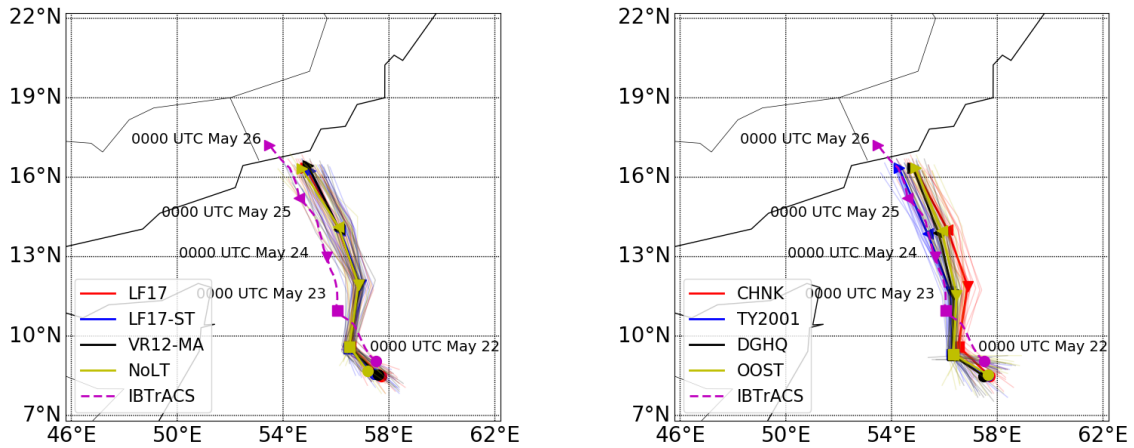 22°N
19°N
16°N
13°N
10°N
7°N
46°E 50°E 54°E 58°E 62°E
0000 UTC May 26
0000 UTC May 25
0000 UTC May 24
0000 UTC May 23
0000 UTC May 22
LF17
LF17-ST
VR12-MA
NoLT
IBTrACS
22°N
19°N
16°N
13°N
10°N
7°N
46°E 50°E 54°E 58°E 62°E
0000 UTC May 26
0000 UTC May 25
0000 UTC May 24
0000 UTC May 23
0000 UTC May 22
CHNK
TY2001
DGHQ
OOST
IBTrACS